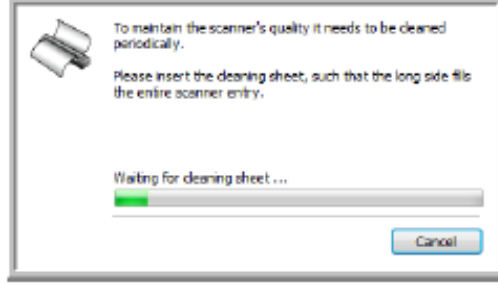 To maintain the scanner's quality it needs to be cleaned
periodically.
Please insert the cleaning sheet, such that the long side fills
the entire scanner entry.
Waiting for cleaning sheet ...
Cancel